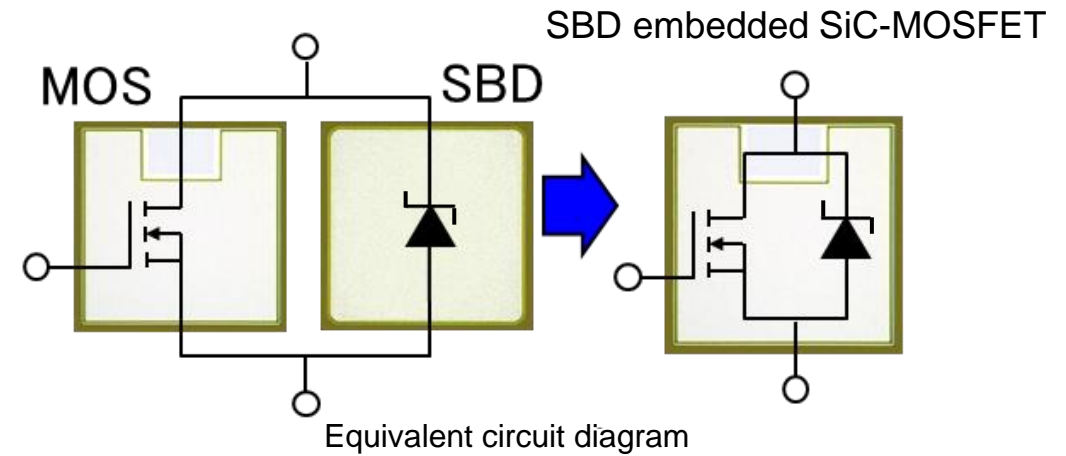 SBD embedded SiC-MOSFET
MOS
SBD
Equivalent circuit diagram